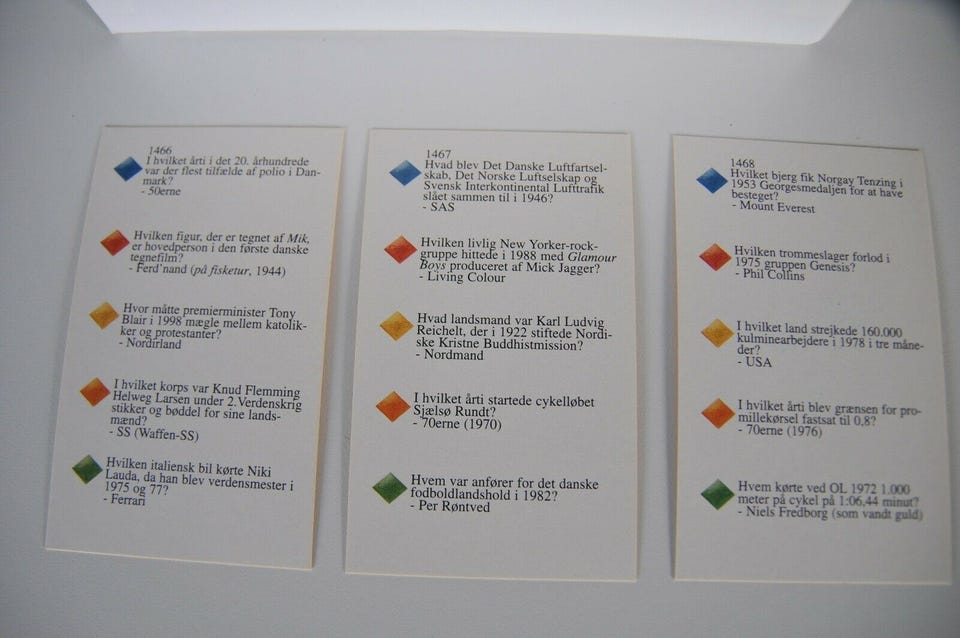 1466
I hvilket årti i det 20. århundrede
var der flest tilfælde af polio i Dan-
mark?
- 50erne
Hvilken figur, der er tegnet af Mik,
er hovedperson i den første danske
tegnefilm?
- Ferd'nand (på fisketur, 1944)
Hvor måtte premierminister Tony
Blair i 1998 mægle mellem katolik-
ker og protestanter?
- Nordirland
I hvilket korps var Knud Flemming
Helweg Larsen under 2.Verdenskrig
stikker og bøddel for sine lands-
mænd?
- SS (Waffen-SS)
Hvilken italiensk bil kørte Niki
Lauda, da han blev verdensmester i
1975 og 77?
- Ferrari
1467
Hvad blev Det Danske Luftfartsel-
skab, Det Norske Luftselskap og
Svensk Interkontinental Lufttrafik
slået sammen til i 1946?
- SAS
Hvilken livlig New Yorker-rock-
gruppe hittede i 1988 med Glamour
Boys produceret af Mick Jagger?
- Living Colour
Hvad landsmand var Karl Ludvig
Reichelt, der i 1922 stiftede Nordi-
ske Kristne Buddhistmission?
- Nordmand
I hvilket årti startede cykelløbet
Sjælsø Rundt?
- 70erne (1970)
Hvem var anfører for det danske
fodboldlandshold i 1982?
- Per Røntved
1468
Hvilket bjerg fik Norgay Tenzing i
1953 Georgesmedaljen for at have
besteget?
- Mount Everest
Hvilken trommeslager forlod i
1975 gruppen Genesis?
- Phil Collins
I hvilket land strejkede 160.000
kulminearbejdere i 1978 i tre måne-
der?
- USA
I hvilket årti blev grænsen for pro-
millekørsel fastsat til 0,8?
- 70erne (1976)
Hvem kørte ved OL 1972 1.000
meter på cykel på 1:06,44 minut?
- Niels Fredborg (som vandt guld)